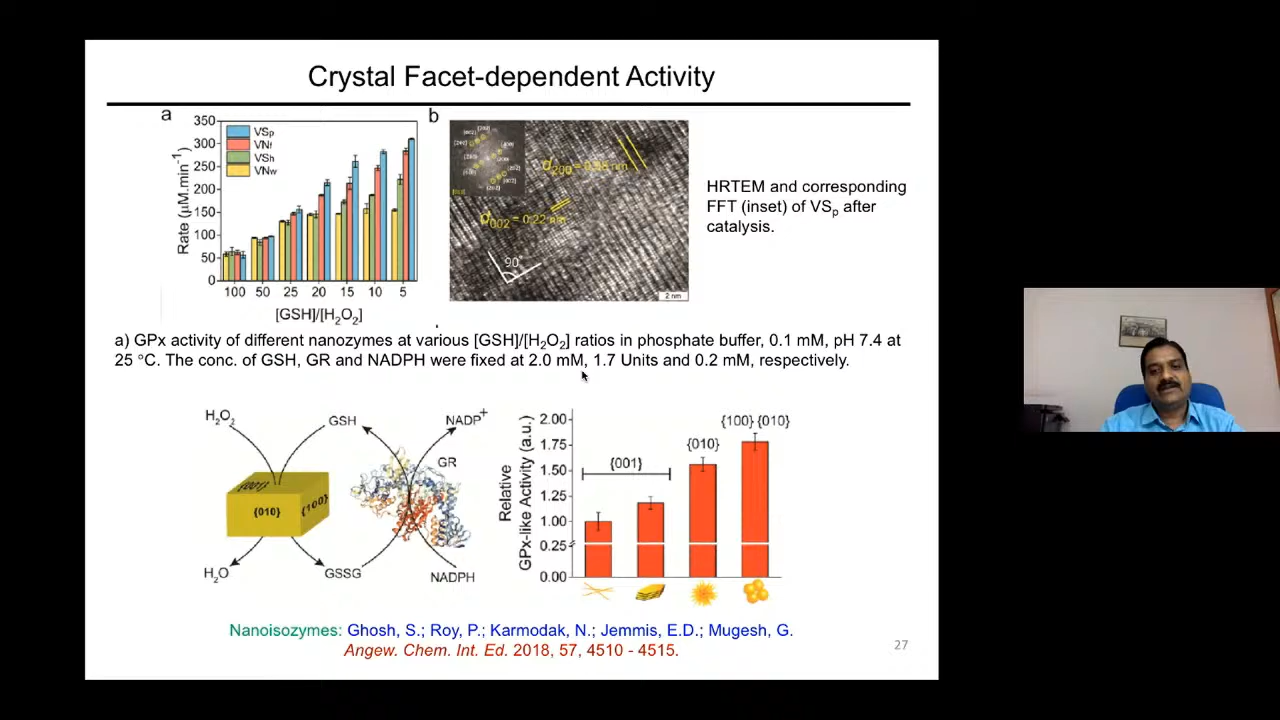 Crystal Facet-dependent Activity
a
b
350
300
250
200
150
100
50
0
Rate (μM.min⁻¹)
VSp
VNf
VSh
VNw
100 50 25 20 15 10 5
[GSH]/[H₂O₂]
d₂₀₀
d₀₀₂ = 0.22 nm
90°
2 nm
HRTEM and corresponding
FFT (inset) of VSp after
catalysis.
a) GPx activity of different nanozymes at various [GSH]/[H₂O₂] ratios in phosphate buffer, 0.1 mM, pH 7.4 at
25 °C. The conc. of GSH, GR and NADPH were fixed at 2.0 mM, 1.7 Units and 0.2 mM, respectively.
H₂O₂
GSH
NADP⁺
GR
{010}
{100}
H₂O
GSSG
NADPH
Relative
GPx-like Activity (a.u.)
2.00
1.75
1.50
1.25
1.00
0.25
0.00
{001}
{010}
{100} {010}
Nanoisozymes: Ghosh, S.; Roy, P.; Karmodak, N.; Jemmis, E.D.; Mugesh, G.
Angew. Chem. Int. Ed. 2018, 57, 4510 - 4515.
27